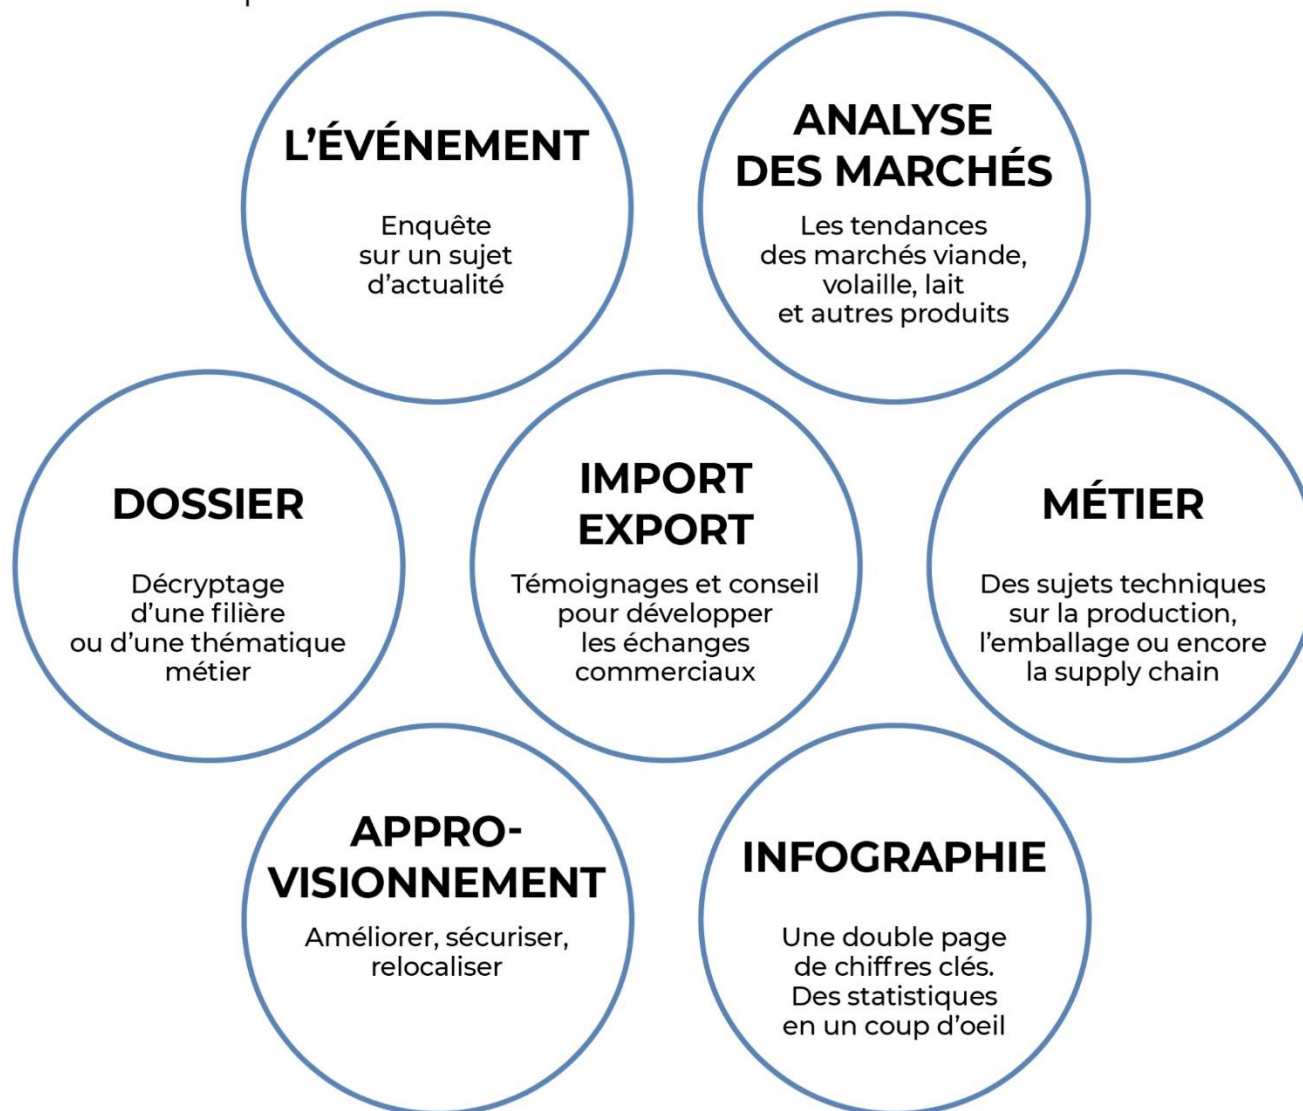 L'ÉVÉNEMENT
Enquête
sur un sujet
d'actualité
ANALYSE
DES MARCHÉS
Les tendances
des marchés viande,
volaille, lait
et autres produits
DOSSIER
Décryptage
d'une filière
ou d'une thématique
métier
IMPORT
EXPORT
Témoignages et conseil
pour développer
les échanges
commerciaux
MÉTIER
Des sujets techniques
sur la production,
l'emballage ou encore
la supply chain
APPRO-
VISIONNEMENT
Améliorer, sécuriser,
relocaliser
INFOGRAPHIE
Une double page
de chiffres clés.
Des statistiques
en un coup d'oeil